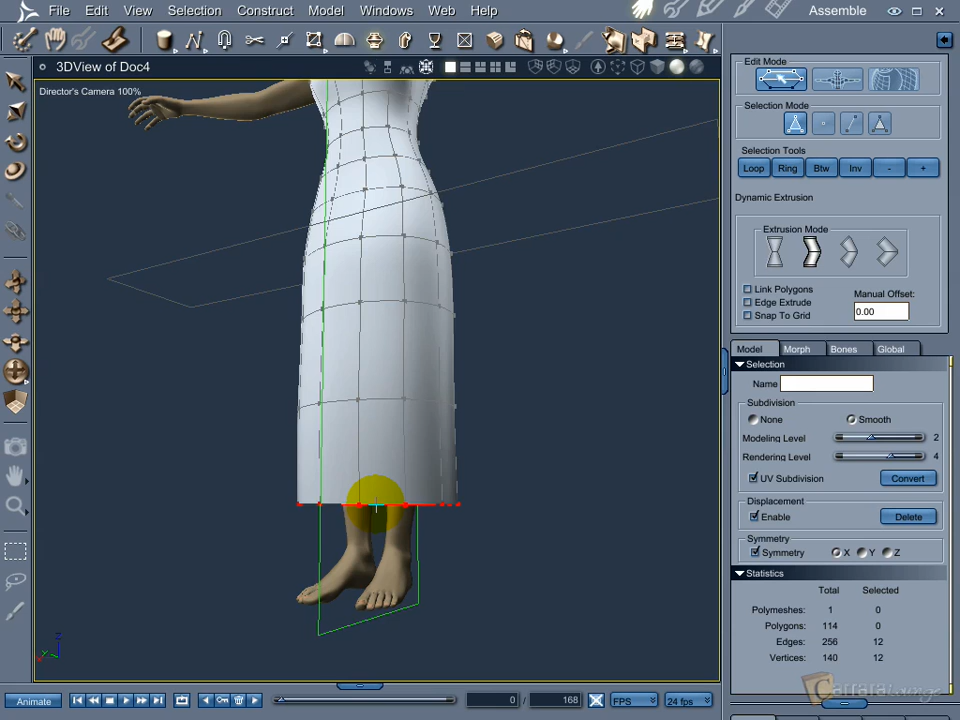 File Edit View Selection Construct Model Windows Web Help Assemble
3DView of Doc4
Director's Camera 100%
Edit Mode
Selection Mode
Selection Tools
Loop Ring Btw Inv - +
Dynamic Extrusion
Extrusion Mode
Link Polygons
Edge Extrude
Snap To Grid
Manual Offset:
0.00
Model Morph Bones Global
Selection
Name
Subdivision
None Smooth
Modeling Level 2
Rendering Level 4
UV Subdivision Convert
Displacement
Enable Delete
Symmetry
Symmetry X Y Z
Statistics
Total Selected
Polymeshes: 1 0
Polygons: 114 0
Edges: 256 12
Vertices: 140 12
Animate 0 / 168 FPS 24 fps